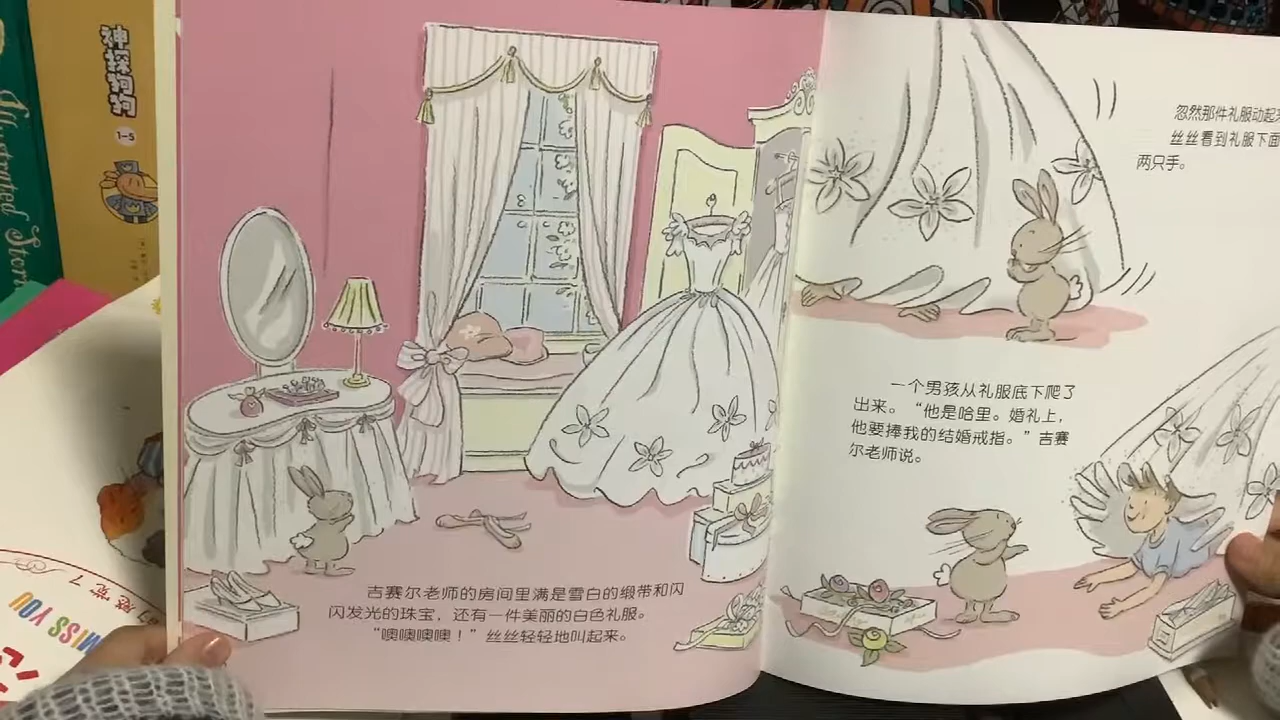 神探狗狗
1-5
Illustrated Stori
MISS YOU
吉赛尔老师的房间里满是雪白的缎带和闪
闪发光的珠宝，还有一件美丽的白色礼服。
“噢噢噢噢！”丝丝轻轻地叫起来。
忽然那件礼服动起来
丝丝看到礼服下面
两只手。
一个男孩从礼服底下爬了
出来。“他是哈里。婚礼上，
他要捧我的结婚戒指。”吉赛
尔老师说。